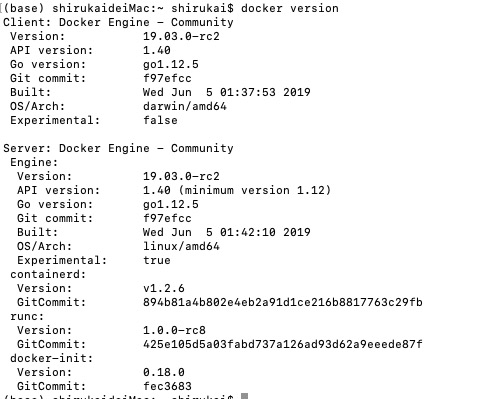 (base) shirukaideiMac:~ shirukai$ docker version
Client: Docker Engine - Community
Version: 19.03.0-rc2
API version: 1.40
Go version: go1.12.5
Git commit: f97efcc
Built: Wed Jun 5 01:37:53 2019
OS/Arch: darwin/amd64
Experimental: false
Server: Docker Engine - Community
Engine:
Version: 19.03.0-rc2
API version: 1.40 (minimum version 1.12)
Go version: go1.12.5
Git commit: f97efcc
Built: Wed Jun 5 01:42:10 2019
OS/Arch: linux/amd64
Experimental: true
containerd:
Version: v1.2.6
GitCommit: 894b81a4b802e4eb2a91d1ce216b8817763c29fb
runc:
Version: 1.0.0-rc8
GitCommit: 425e105d5a03fabd737a126ad93d62a9eeede87f
docker-init:
Version: 0.18.0
GitCommit: fec3683
(base) shirukaideiMac:~ shirukai$